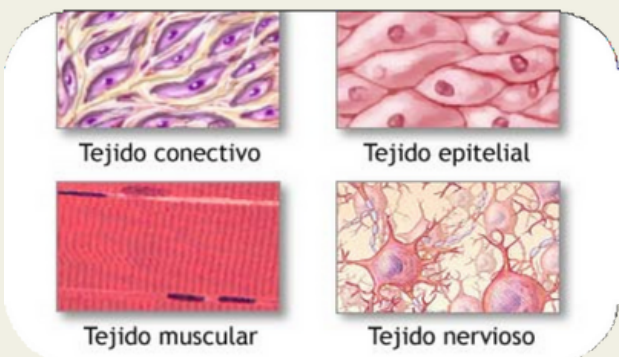 Tejido conectivo
Tejido epitelial
Tejido muscular
Tejido nervioso